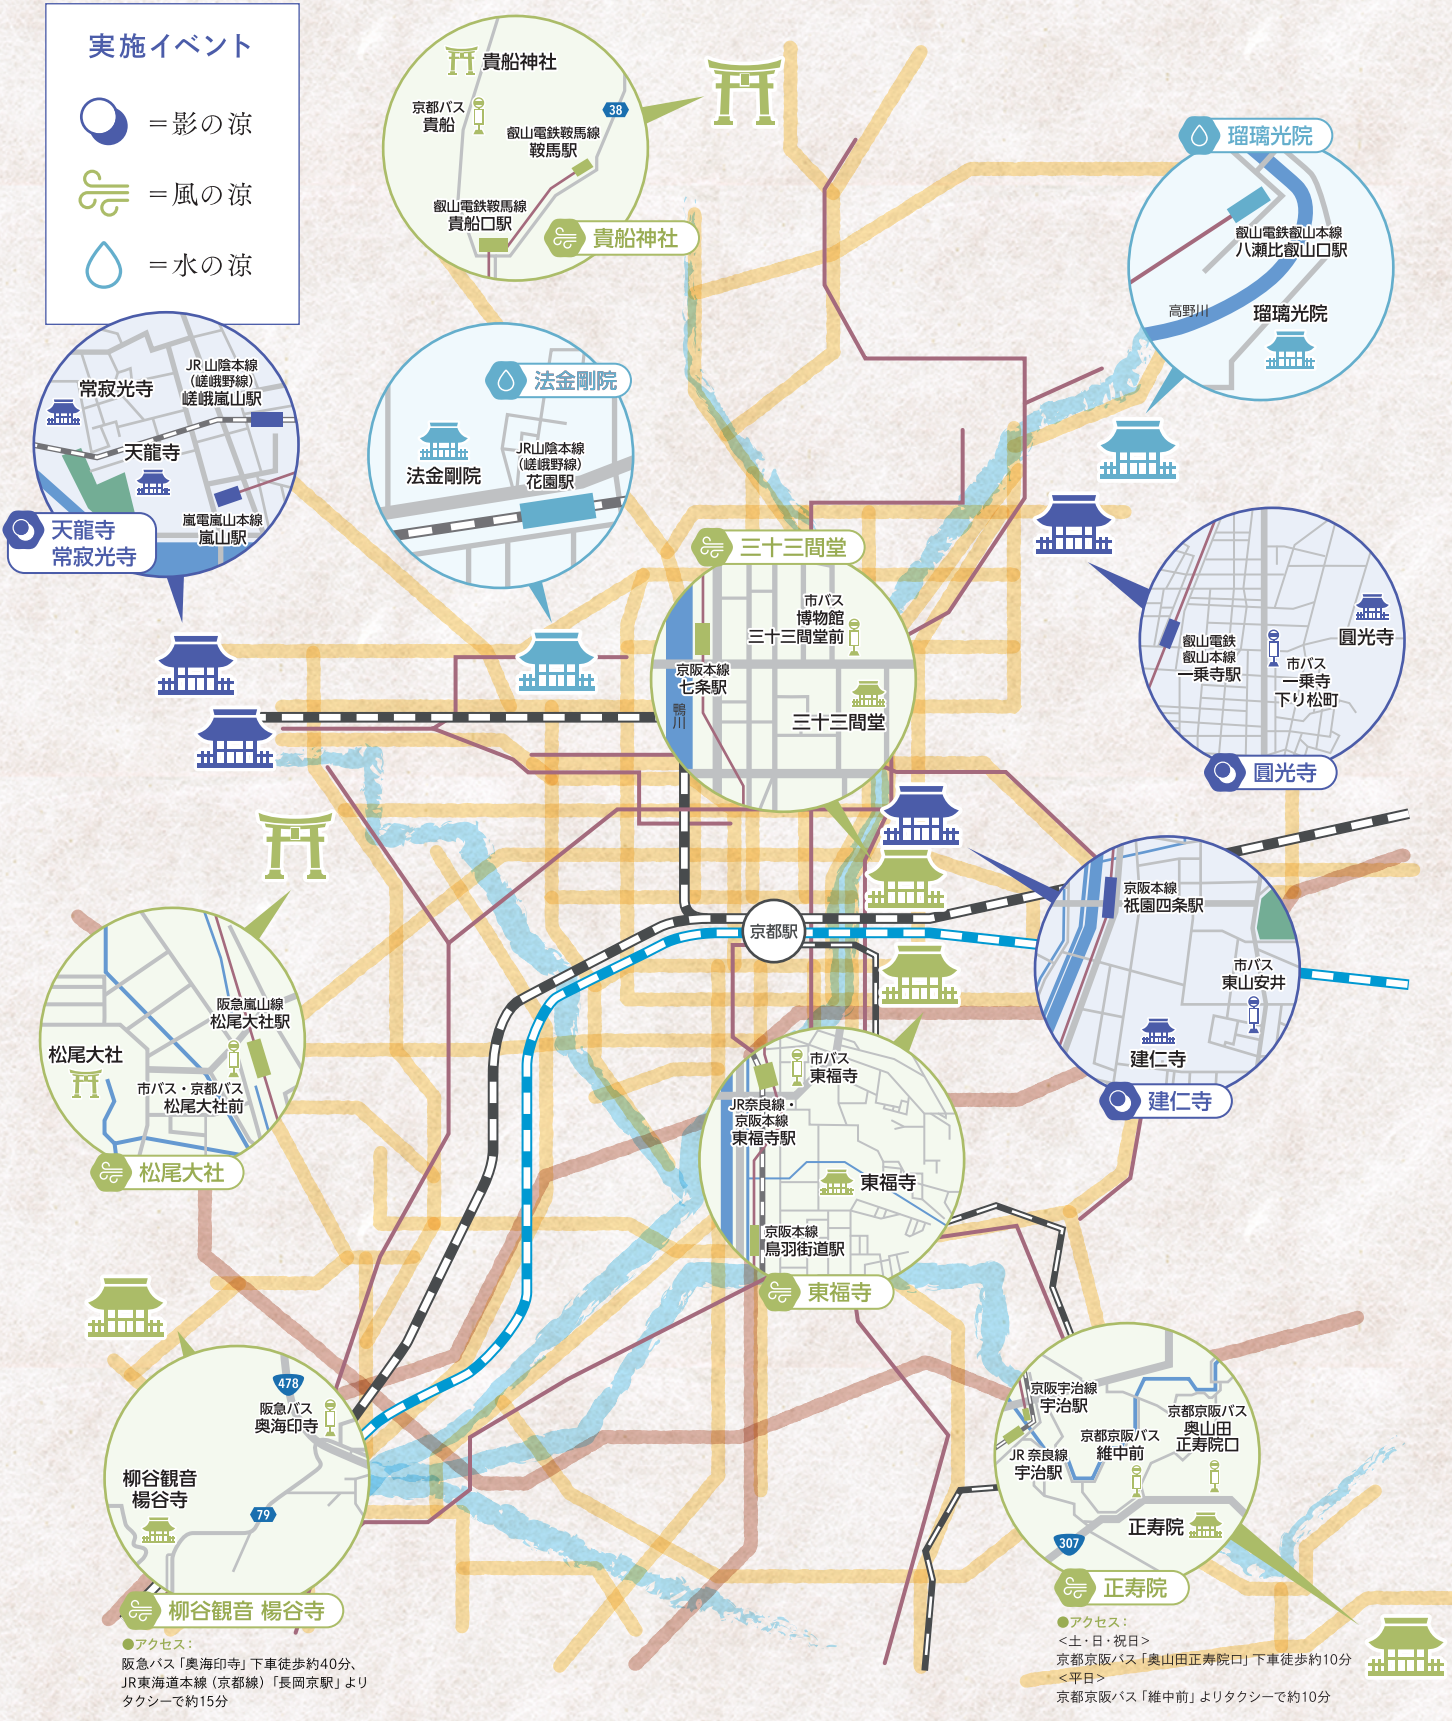 実施イベント
＝影の涼
＝風の涼
＝水の涼
貴船神社
京都バス
貴船
38
叡山電鉄鞍馬線
鞍馬駅
叡山電鉄鞍馬線
貴船口駅
貴船神社
瑠璃光院
叡山電鉄叡山本線
八瀬比叡山口駅
高野川
瑠璃光院
常寂光寺
JR山陰本線
（嵯峨野線）
嵯峨嵐山駅
天龍寺
嵐電嵐山本線
嵐山駅
天龍寺
常寂光寺
法金剛院
法金剛院
JR山陰本線
（嵯峨野線）
花園駅
三十三間堂
市バス
博物館
三十三間堂前
京阪本線
七条駅
鴨川
三十三間堂
圓光寺
叡山電鉄
叡山本線
一乗寺駅
市バス
一乗寺
下り松町
圓光寺
京都駅
京阪本線
祇園四条駅
市バス
東山安井
建仁寺
建仁寺
阪急嵐山線
松尾大社駅
松尾大社
市バス・京都バス
松尾大社前
松尾大社
市バス
東福寺
JR奈良線・
京阪本線
東福寺駅
東福寺
京阪本線
鳥羽街道駅
東福寺
478
阪急バス
奥海印寺
柳谷観音
楊谷寺
79
柳谷観音 楊谷寺
●アクセス：
阪急バス「奥海印寺」下車徒歩約40分、
JR東海道本線（京都線）「長岡京駅」より
タクシーで約15分
京阪宇治線
宇治駅
京都京阪バス
奥山田
正寿院口
京都京阪バス
維中前
JR奈良線
宇治駅
正寿院
307
正寿院
●アクセス：
＜土・日・祝日＞
京都京阪バス「奥山田正寿院口」下車徒歩約10分
＜平日＞
京都京阪バス「維中前」よりタクシーで約10分